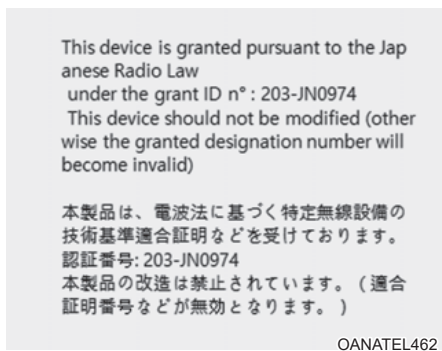 This device is granted pursuant to the Jap
anese Radio Law
under the grant ID n° : 203-JN0974
This device should not be modified (other
wise the granted designation number will
become invalid)
本製品は、電波法に基づく特定無線設備の
技術基準適合証明などを受けております。
認証番号: 203-JN0974
本製品の改造は禁止されています。（適合
証明番号などが無効となります。）
OANATEL462